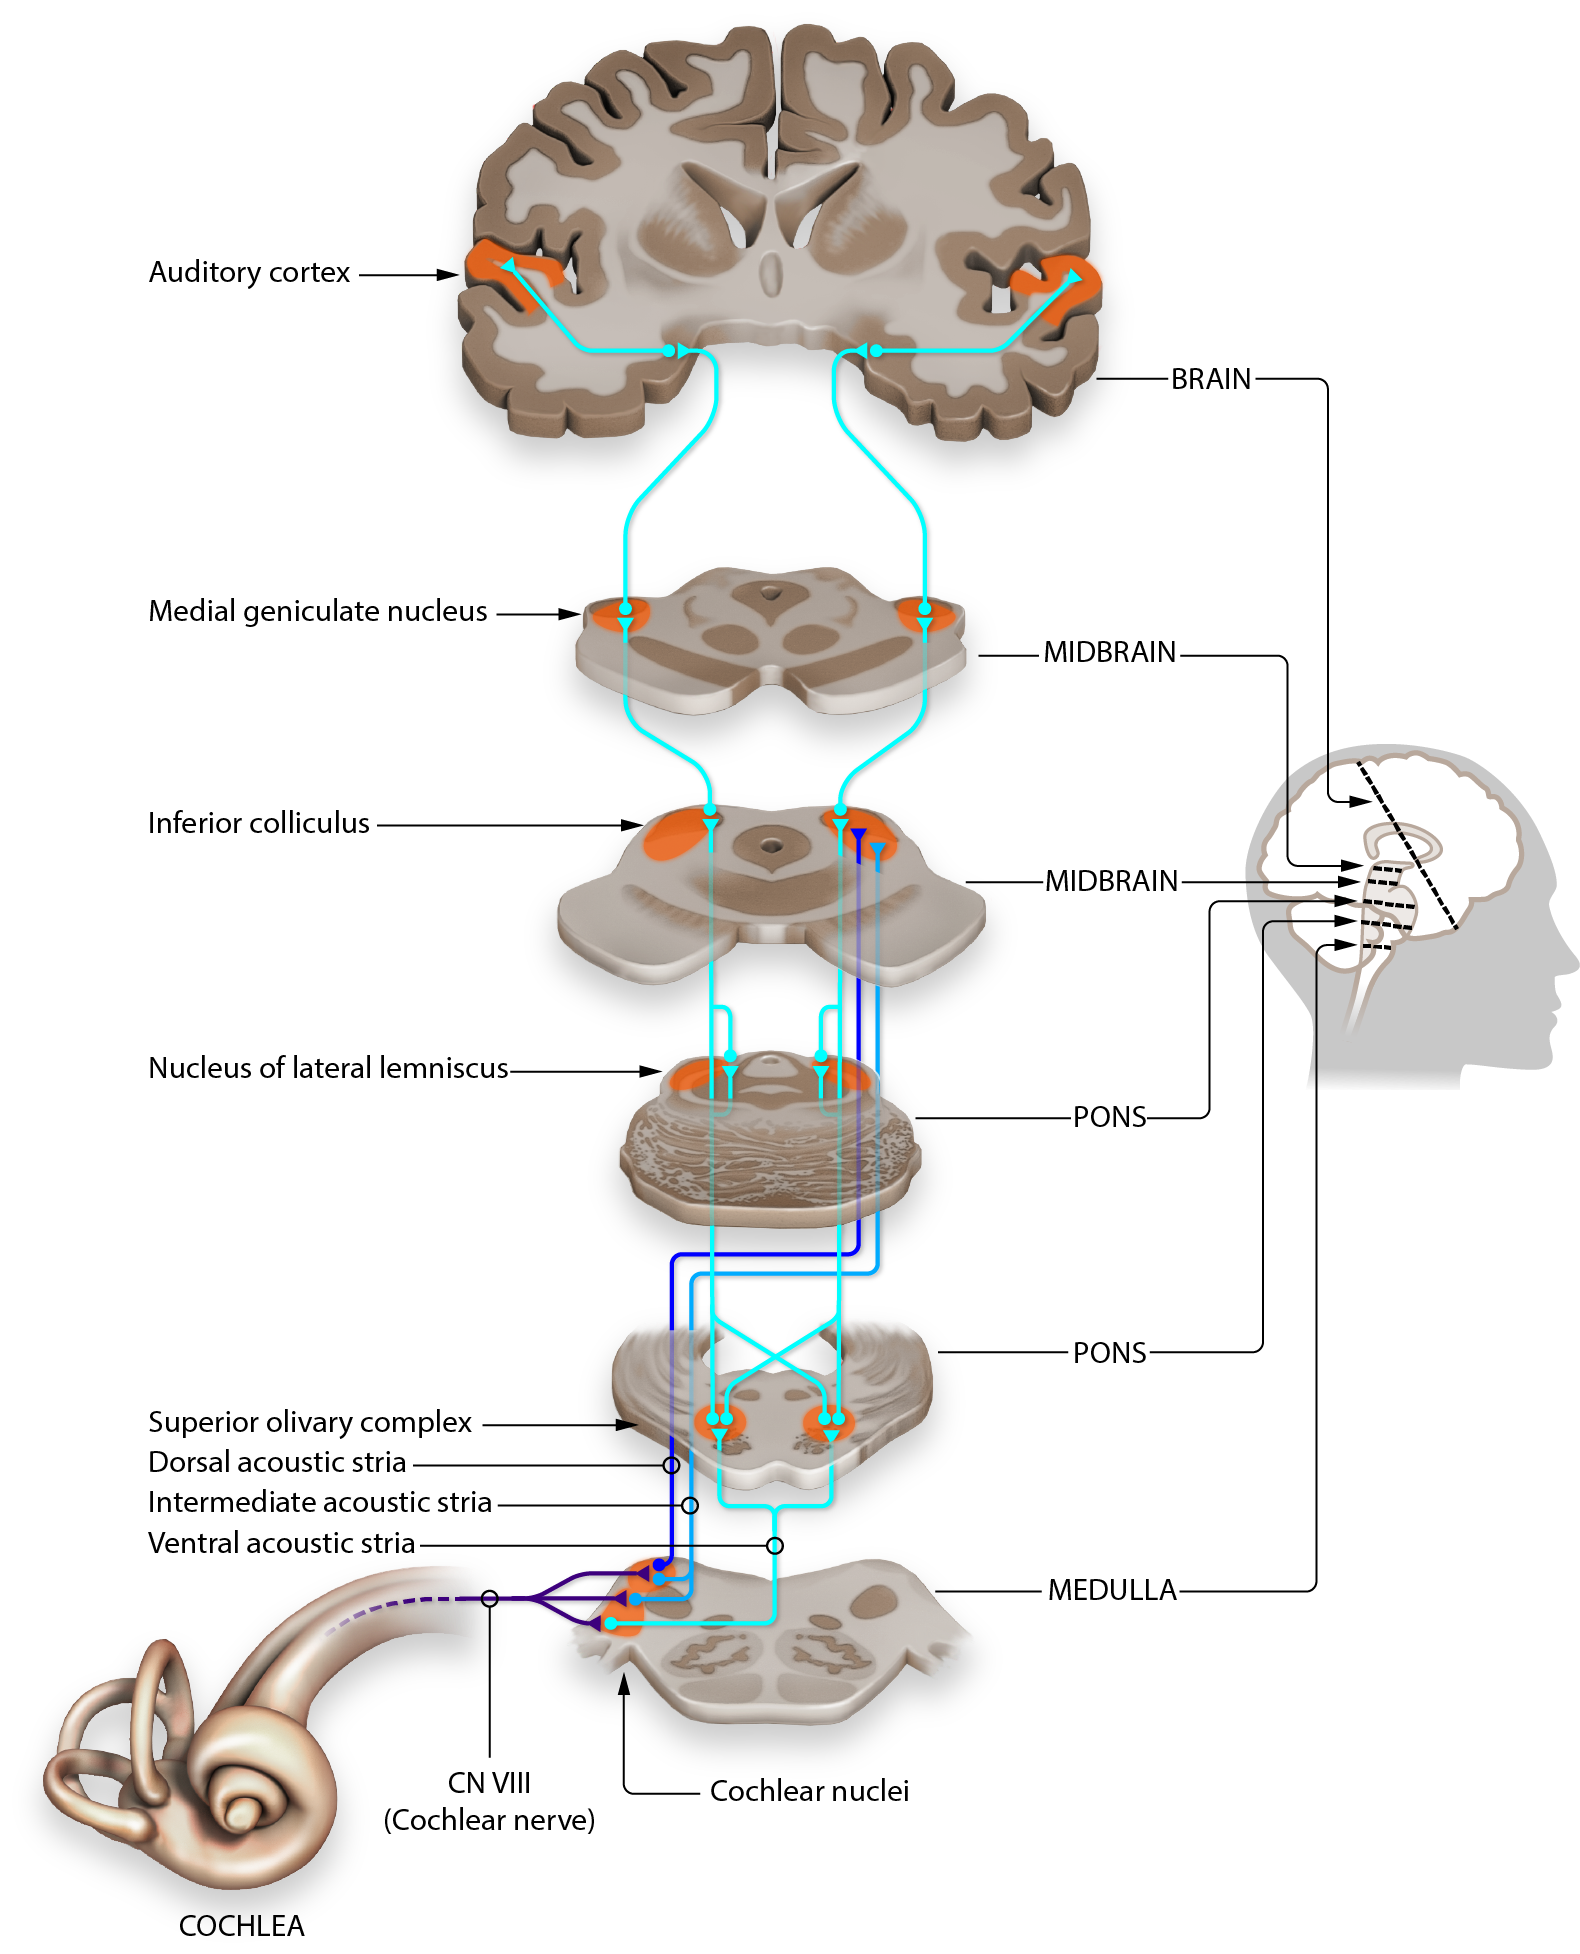 Auditory cortex
BRAIN
Medial geniculate nucleus
MIDBRAIN
Inferior colliculus
MIDBRAIN
Nucleus of lateral lemniscus
PONS
PONS
Superior olivary complex
Dorsal acoustic stria
Intermediate acoustic stria
Ventral acoustic stria
MEDULLA
CN VIII
(Cochlear nerve)
Cochlear nuclei
COCHLEA